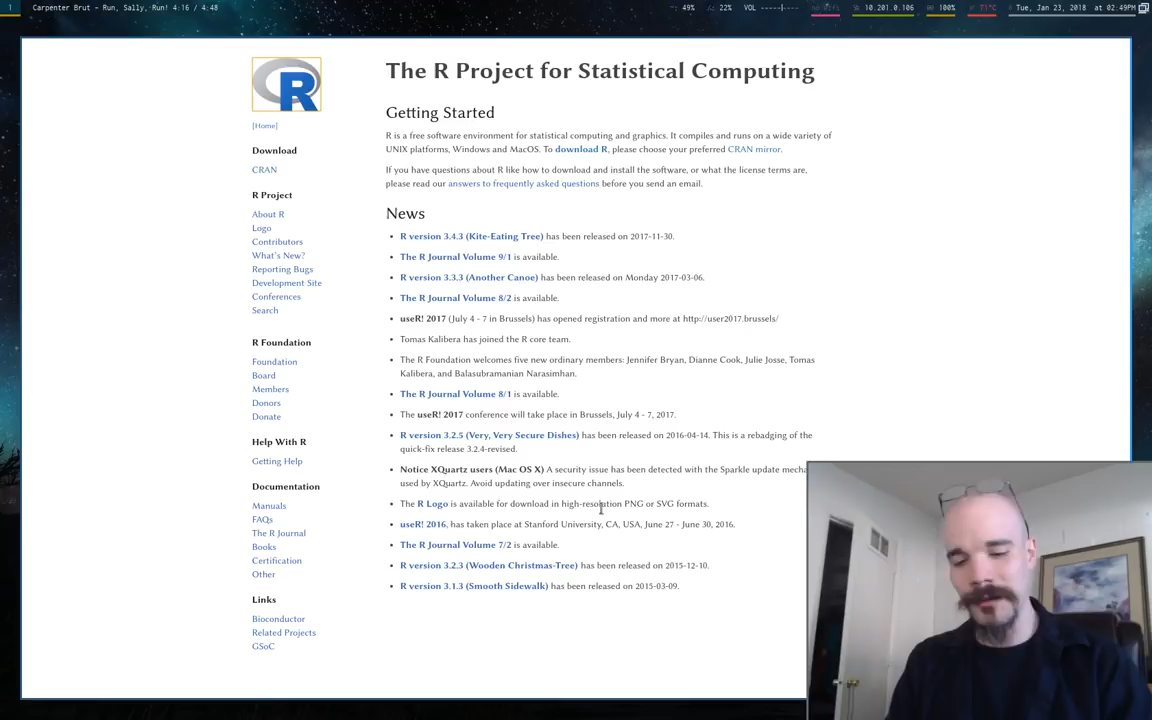 1 Carpenter Brut - Run, Sally, Run! 4:16 / 4:48 49% 22% VOL 10.201.0.106 100% 71°C Tue, Jan 23, 2018 at 02:49PM
R
The R Project for Statistical Computing
[Home]
Download
CRAN
R Project
About R
Logo
Contributors
What's New?
Reporting Bugs
Development Site
Conferences
Search
R Foundation
Foundation
Board
Members
Donors
Donate
Help With R
Getting Help
Documentation
Manuals
FAQs
The R Journal
Books
Certification
Other
Links
Bioconductor
Related Projects
GSoC
Getting Started
R is a free software environment for statistical computing and graphics. It compiles and runs on a wide variety of
UNIX platforms, Windows and MacOS. To download R, please choose your preferred CRAN mirror.
If you have questions about R like how to download and install the software, or what the license terms are,
please read our answers to frequently asked questions before you send an email.
News
• R version 3.4.3 (Kite-Eating Tree) has been released on 2017-11-30.
• The R Journal Volume 9/1 is available.
• R version 3.3.3 (Another Canoe) has been released on Monday 2017-03-06.
• The R Journal Volume 8/2 is available.
• useR! 2017 (July 4 - 7 in Brussels) has opened registration and more at http://user2017.brussels/
• Tomas Kalibera has joined the R core team.
• The R Foundation welcomes five new ordinary members: Jennifer Bryan, Dianne Cook, Julie Josse, Tomas
Kalibera, and Balasubramanian Narasimhan.
• The R Journal Volume 8/1 is available.
• The useR! 2017 conference will take place in Brussels, July 4 - 7, 2017.
• R version 3.2.5 (Very, Very Secure Dishes) has been released on 2016-04-14. This is a rebadging of the
quick-fix release 3.2.4-revised.
• Notice XQuartz users (Mac OS X) A security issue has been detected with the Sparkle update mecha
used by XQuartz. Avoid updating over insecure channels.
• The R Logo is available for download in high-resolution PNG or SVG formats.
• useR! 2016, has taken place at Stanford University, CA, USA, June 27 - June 30, 2016.
• The R Journal Volume 7/2 is available.
• R version 3.2.3 (Wooden Christmas-Tree) has been released on 2015-12-10.
• R version 3.1.3 (Smooth Sidewalk) has been released on 2015-03-09.